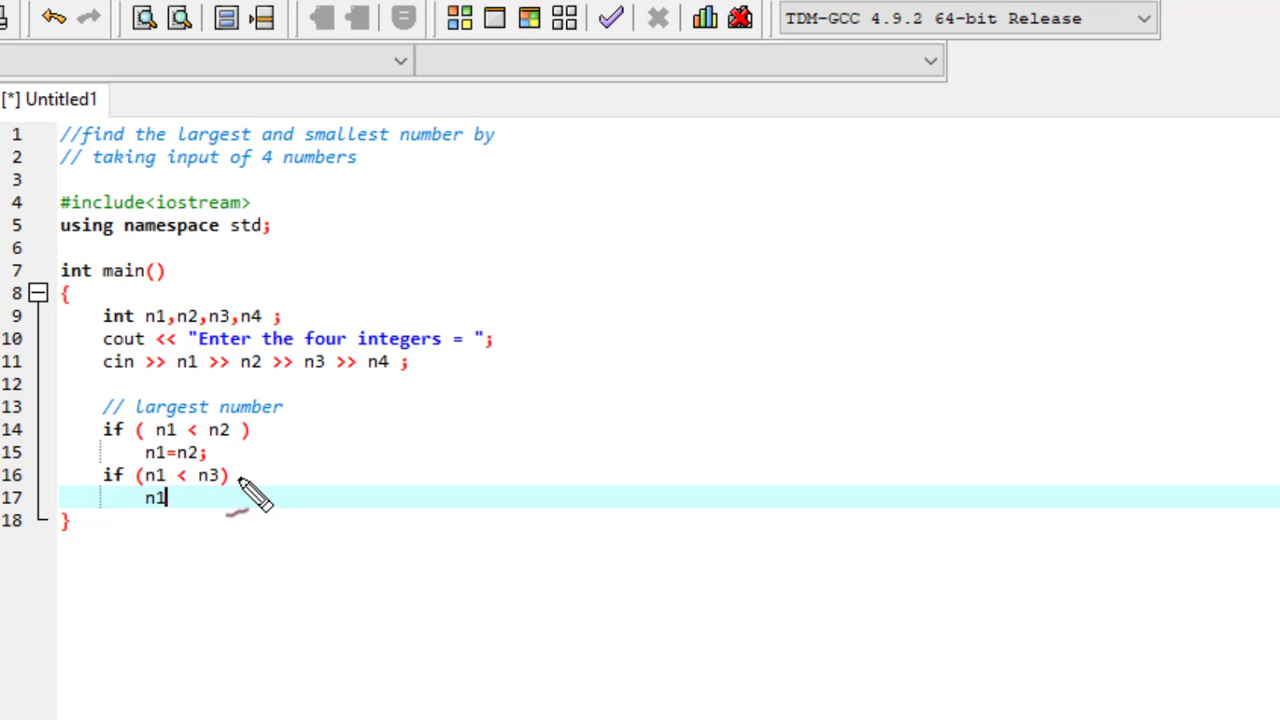 TDM-GCC 4.9.2 64-bit Release
[*] Untitled1
1 //find the largest and smallest number by
2 // taking input of 4 numbers
3
4 #include<iostream>
5 using namespace std;
6
7 int main()
8 {
9 int n1,n2,n3,n4 ;
10 cout << "Enter the four integers = ";
11 cin >> n1 >> n2 >> n3 >> n4 ;
12
13 // largest number
14 if ( n1 < n2 )
15 n1=n2;
16 if (n1 < n3)
17 n1
18 }